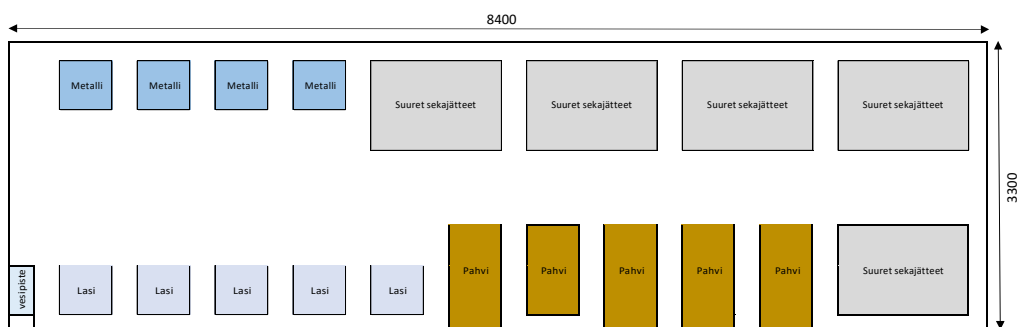 8400
Metalli
Metalli
Metalli
Metalli
Suuret sekajätteet
Suuret sekajätteet
Suuret sekajätteet
Suuret sekajätteet
3300
vesipiste
Lasi
Lasi
Lasi
Lasi
Lasi
Pahvi
Pahvi
Pahvi
Pahvi
Pahvi
Suuret sekajätteet